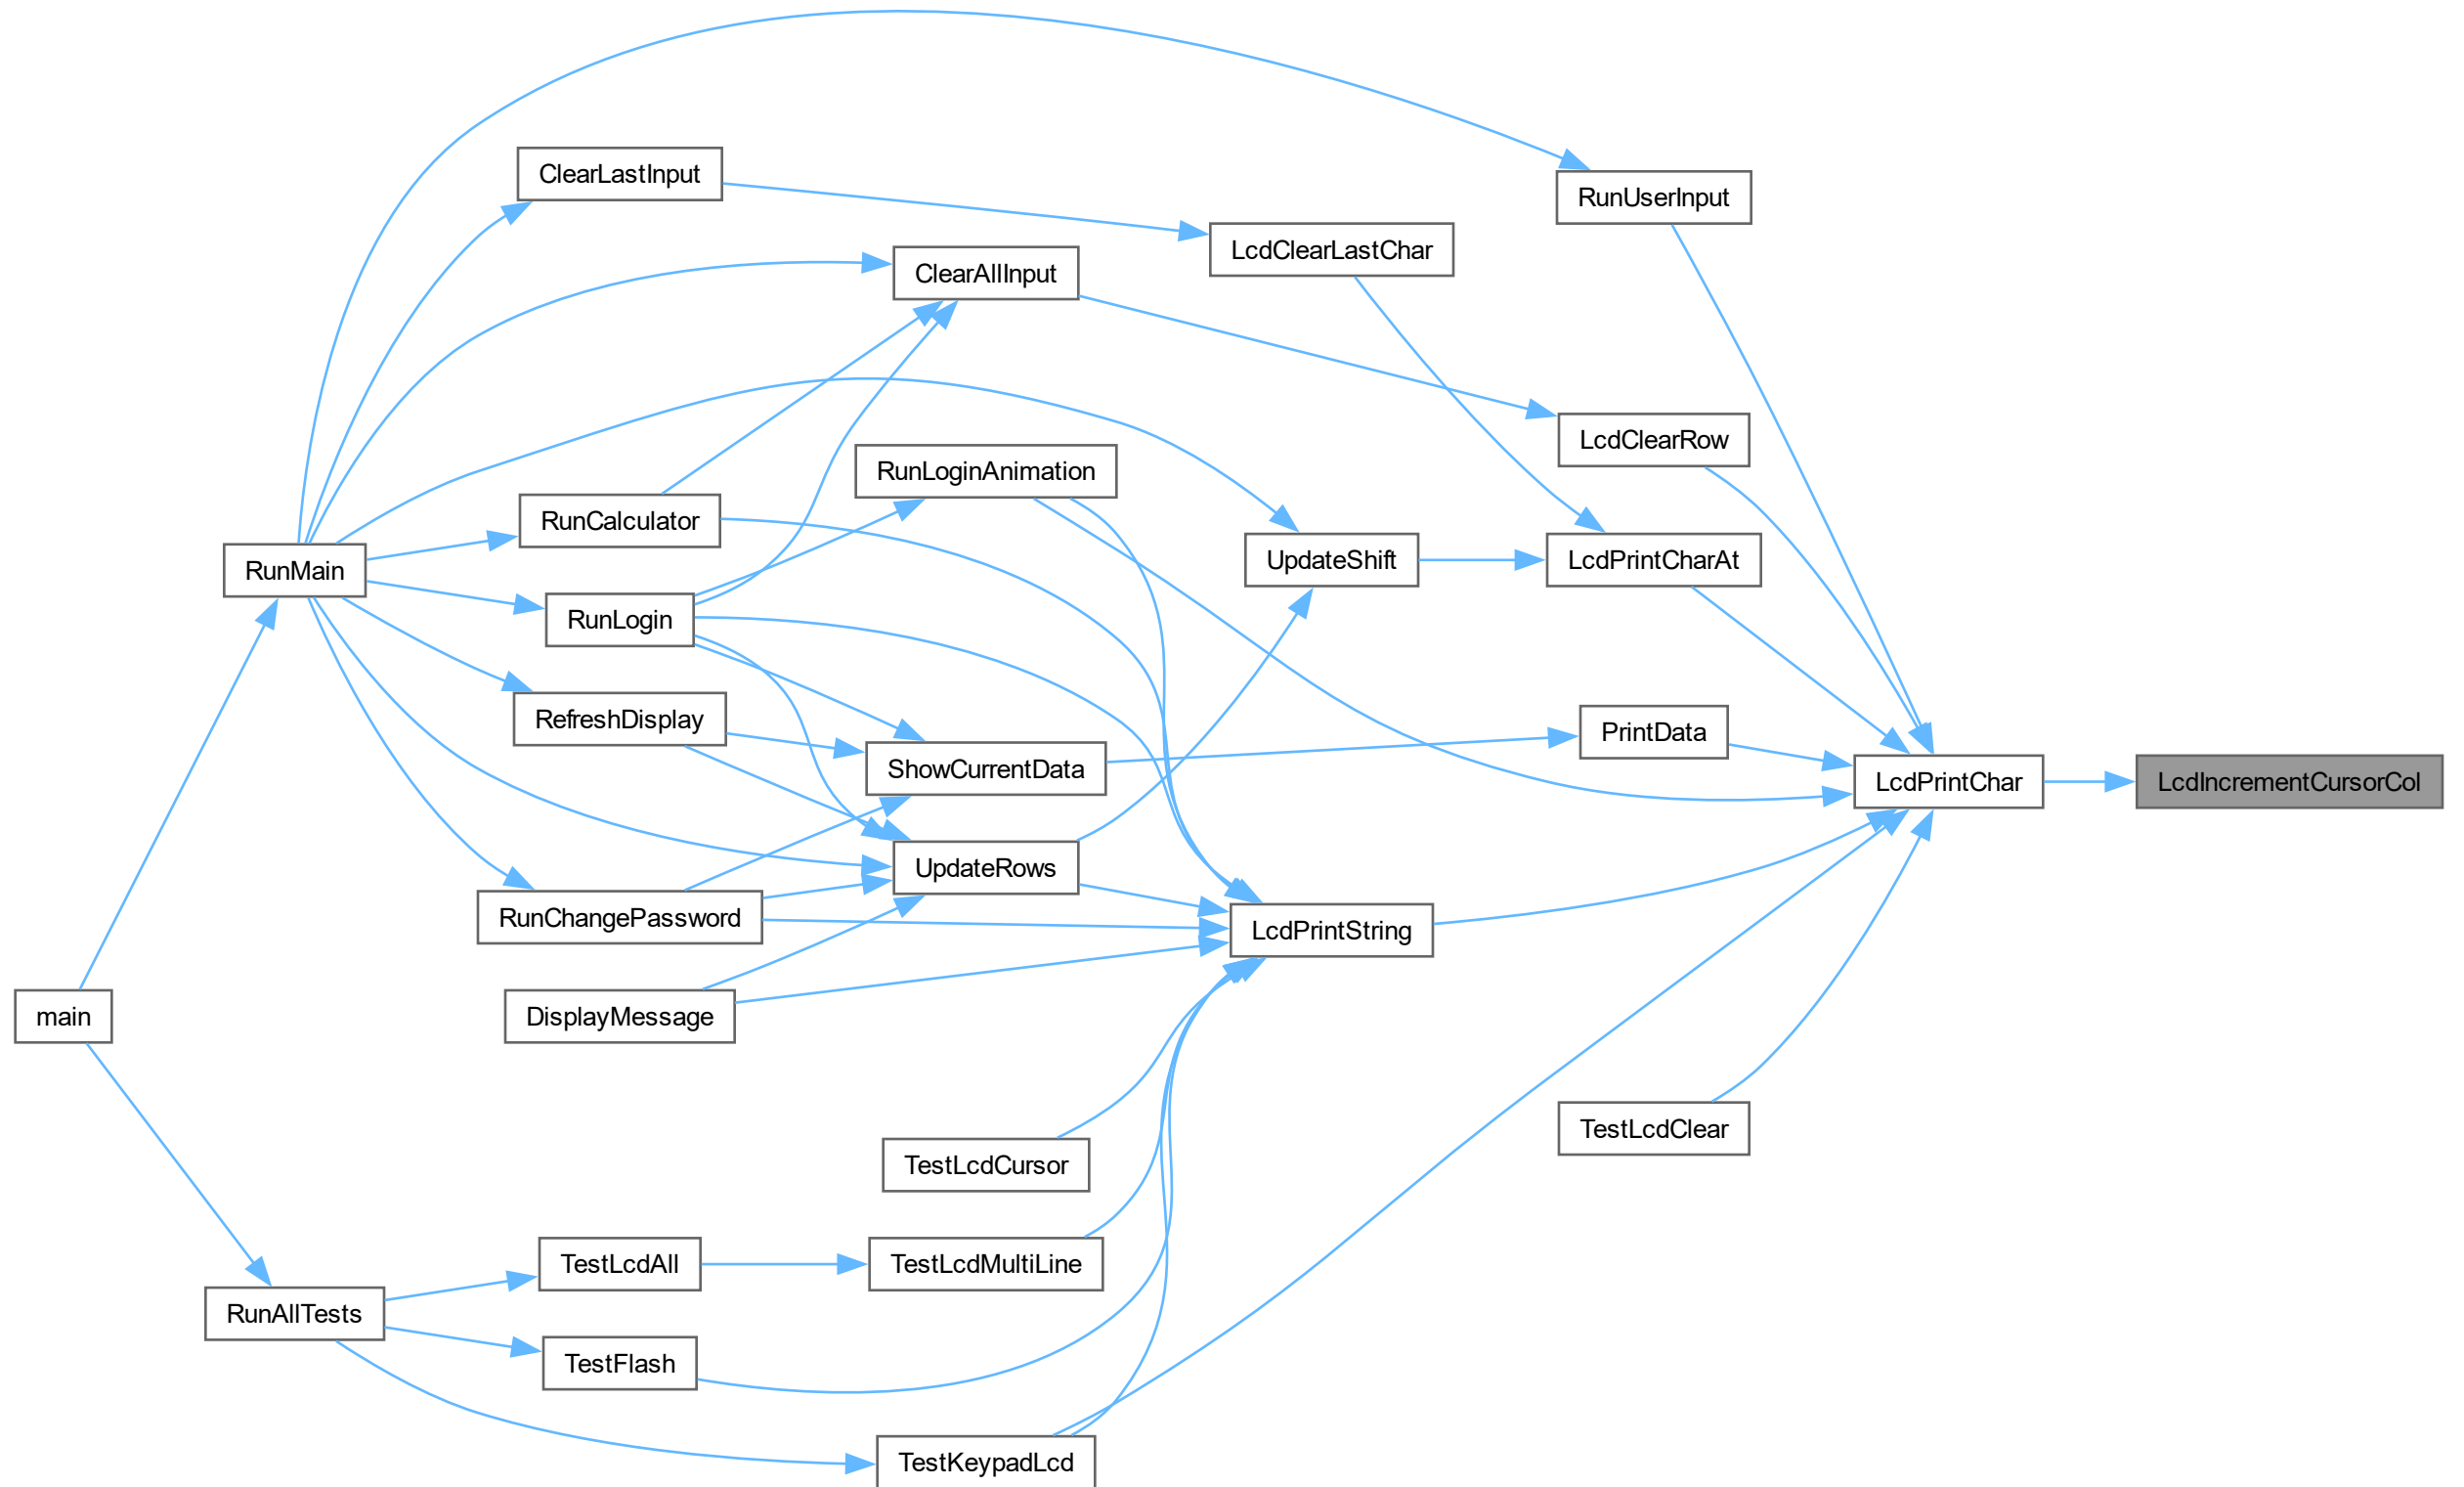 ClearLastInput
RunUserInput
LcdClearLastChar
ClearAllInput
LcdClearRow
RunLoginAnimation
RunCalculator
UpdateShift
LcdPrintCharAt
RunMain
RunLogin
RefreshDisplay
PrintData
ShowCurrentData
LcdPrintChar
LcdIncrementCursorCol
UpdateRows
RunChangePassword
LcdPrintString
main
DisplayMessage
TestLcdClear
TestLcdCursor
TestLcdAll
TestLcdMultiLine
RunAllTests
TestFlash
TestKeypadLcd